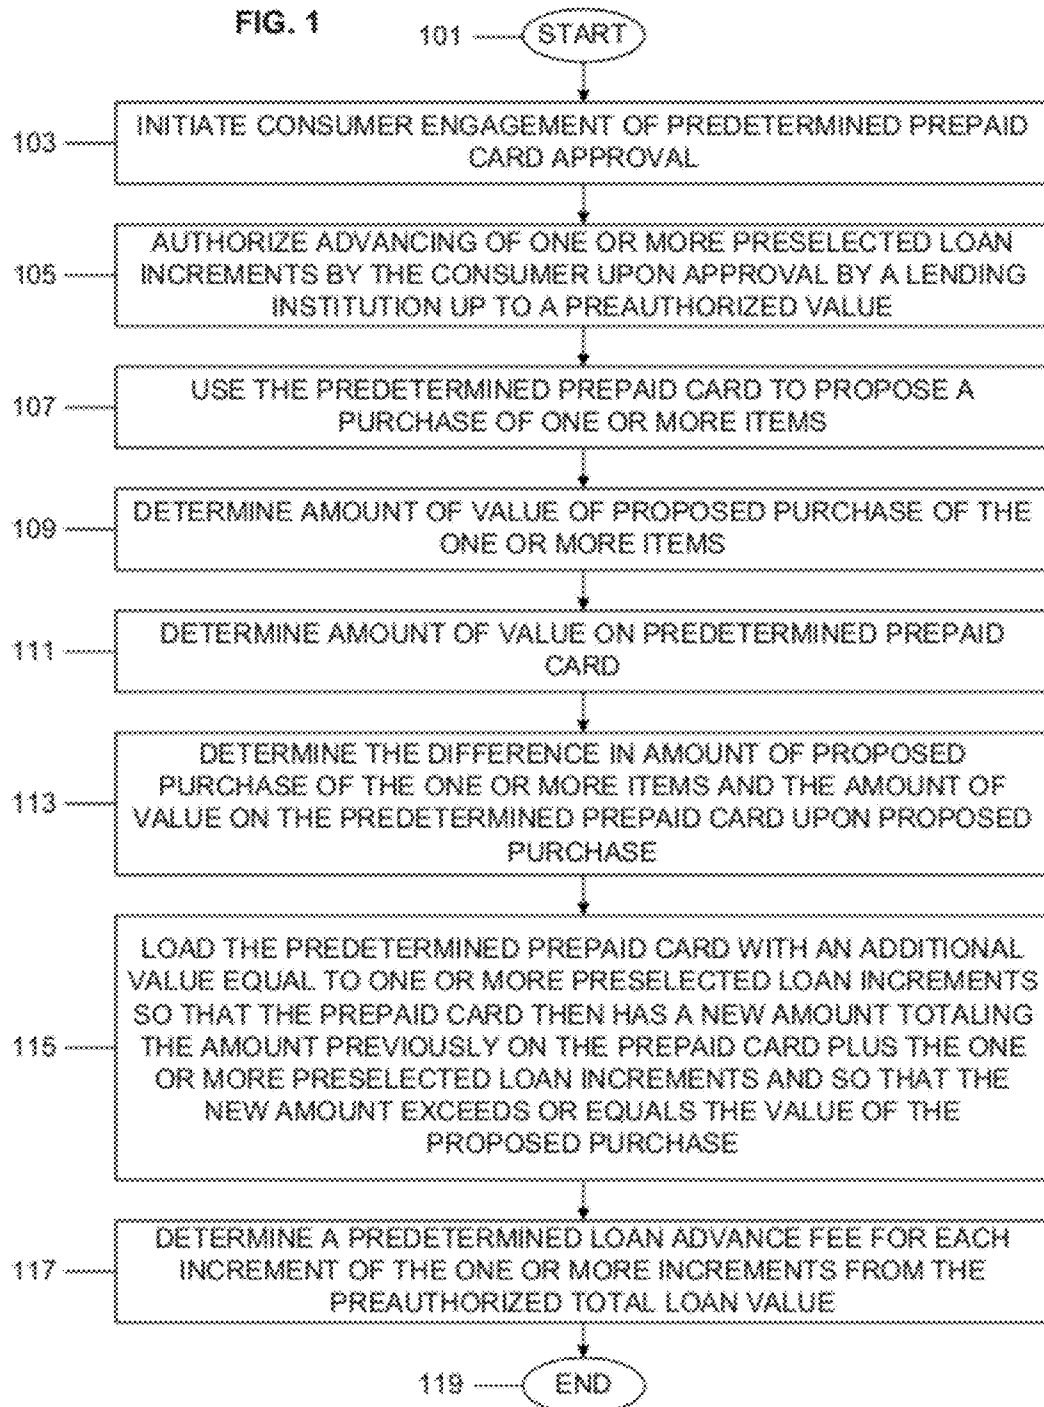 FIG. 1
101 START
103 INITIATE CONSUMER ENGAGEMENT OF PREDETERMINED PREPAID
CARD APPROVAL
AUTHORIZE ADVANCING OF ONE OR MORE PRESELECTED LOAN
105 INCREMENTS BY THE CONSUMER UPON APPROVAL BY A LENDING
INSTITUTION UP TO A PREAUTHORIZED VALUE
107 USE THE PREDETERMINED PREPAID CARD TO PROPOSE A
PURCHASE OF ONE OR MORE ITEMS
109 DETERMINE AMOUNT OF VALUE OF PROPOSED PURCHASE OF THE
ONE OR MORE ITEMS
111 DETERMINE AMOUNT OF VALUE ON PREDETERMINED PREPAID
CARD
DETERMINE THE DIFFERENCE IN AMOUNT OF PROPOSED
113 PURCHASE OF THE ONE OR MORE ITEMS AND THE AMOUNT OF
VALUE ON THE PREDETERMINED PREPAID CARD UPON PROPOSED
PURCHASE
LOAD THE PREDETERMINED PREPAID CARD WITH AN ADDITIONAL
VALUE EQUAL TO ONE OR MORE PRESELECTED LOAN INCREMENTS
SO THAT THE PREPAID CARD THEN HAS A NEW AMOUNT TOTALING
115 THE AMOUNT PREVIOUSLY ON THE PREPAID CARD PLUS THE ONE
OR MORE PRESELECTED LOAN INCREMENTS AND SO THAT THE
NEW AMOUNT EXCEEDS OR EQUALS THE VALUE OF THE
PROPOSED PURCHASE
DETERMINE A PREDETERMINED LOAN ADVANCE FEE FOR EACH
117 INCREMENT OF THE ONE OR MORE INCREMENTS FROM THE
PREAUTHORIZED TOTAL LOAN VALUE
119 END